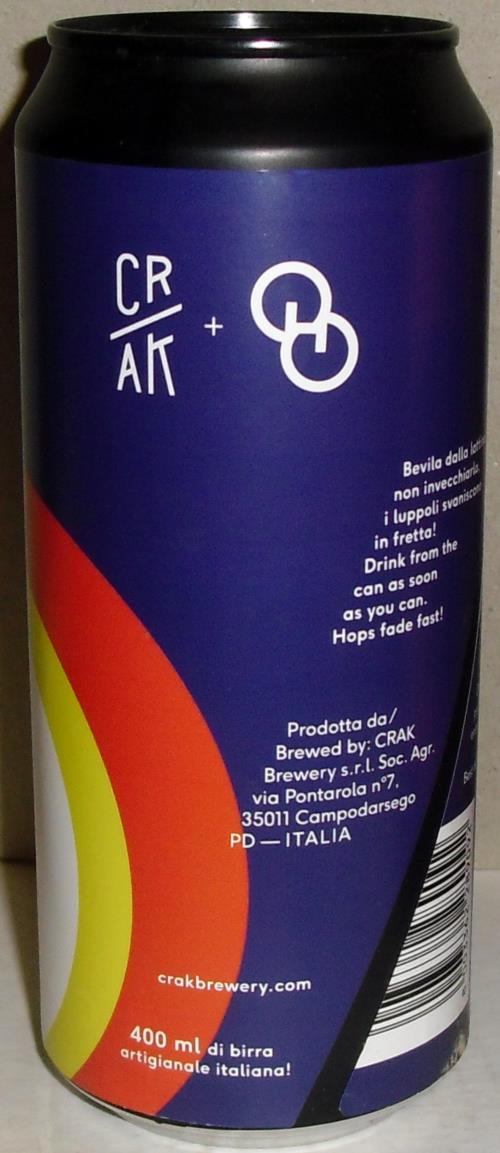 CR
AK
+
Bevila dalla
non invecchiarla.
i luppoli svaniscono
in fretta!
Drink from the
can as soon
as you can.
Hops fade fast!
Prodotta da/
Brewed by: CRAK
Brewery s.r.l. Soc. Agr.
via Pontarola n°7,
35011 Campodarsego
PD — ITALIA
crakbrewery.com
400 ml di birra
artigianale italiana!